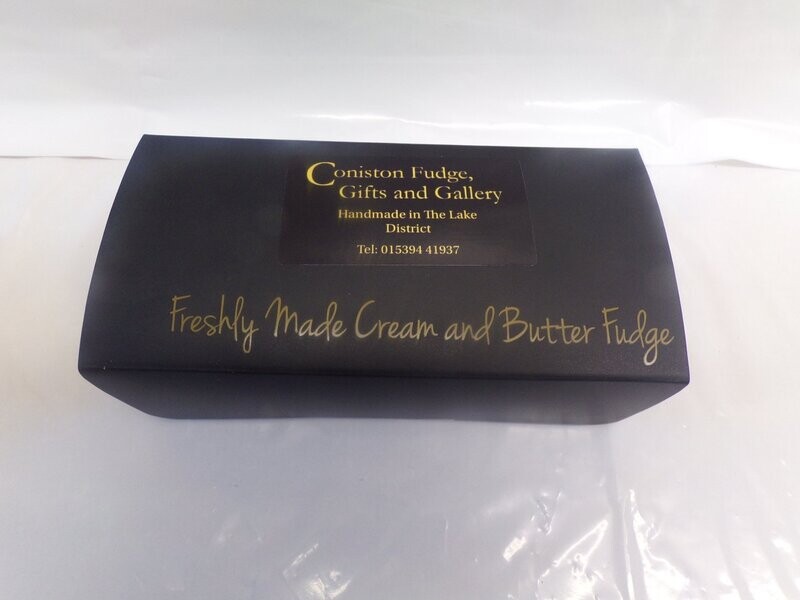 Coniston Fudge,
Gifts and Gallery
Handmade in The Lake
District
Tel: 015394 41937
Freshly Made Cream and Butter Fudge